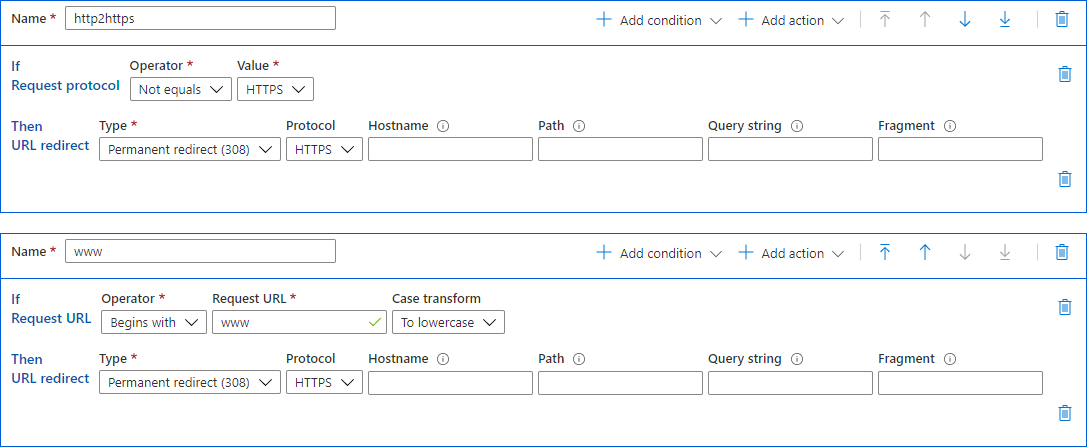 Name * http2https Add condition Add action
If Operator * Value *
Request protocol Not equals HTTPS
Then Type * Protocol Hostname Path Query string Fragment
URL redirect Permanent redirect (308) HTTPS
Name * www Add condition Add action
If Operator * Request URL * Case transform
Request URL Begins with www To lowercase
Then Type * Protocol Hostname Path Query string Fragment
URL redirect Permanent redirect (308) HTTPS